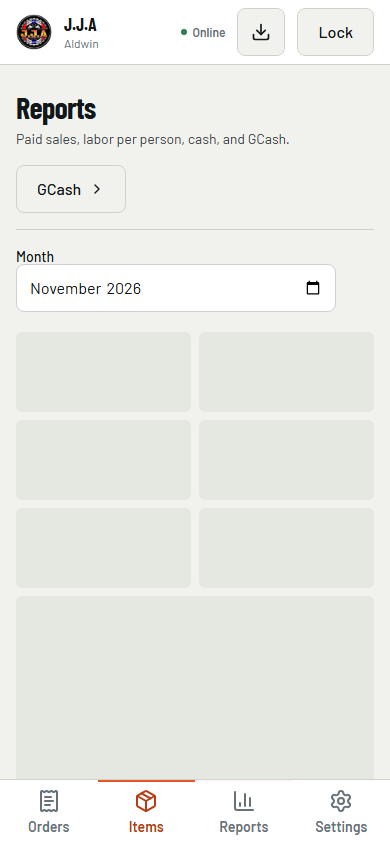 J.J.A
J.J.A
Aldwin
Online
Lock
Reports
Paid sales, labor per person, cash, and GCash.
GCash
Month
November 2026
Orders
Items
Reports
Settings